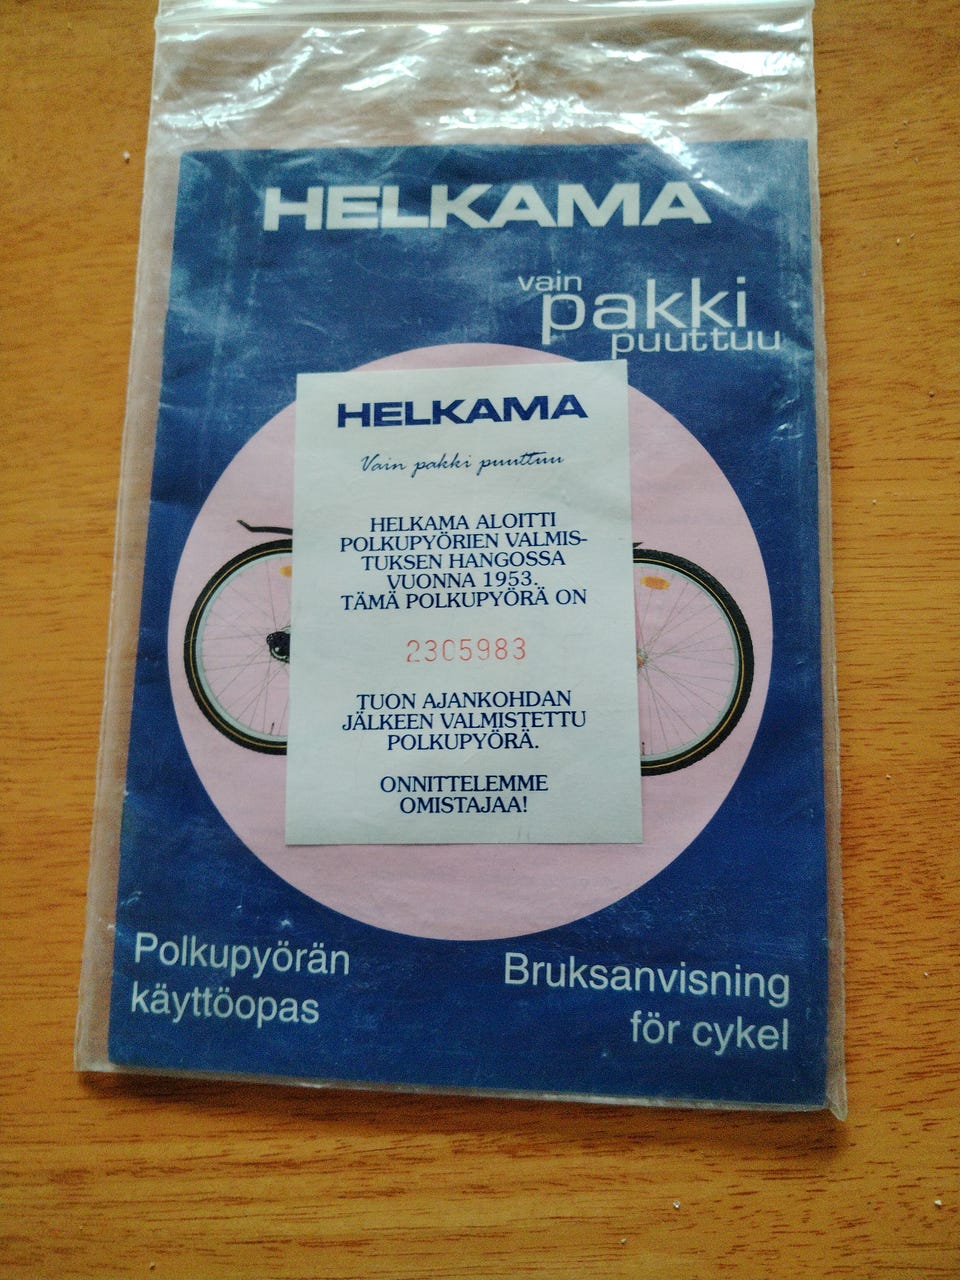 HELKAMA
vain
pakki
puuttuu
HELKAMA
Vain pakki puuttuu
HELKAMA ALOITTI
POLKUPYÖRIEN VALMIS-
TUKSEN HANGOSSA
VUONNA 1953.
TÄMÄ POLKUPYÖRÄ ON
2305983
TUON AJANKOHDAN
JÄLKEEN VALMISTETTU
POLKUPYÖRÄ.
ONNITTELEMME
OMISTAJAA!
Polkupyörän
käyttöopas
Bruksanvisning
för cykel